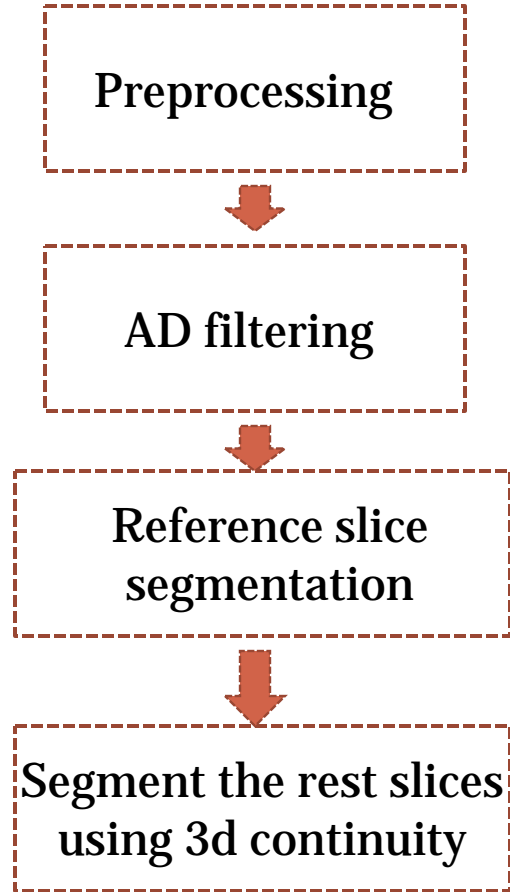 Preprocessing
AD filtering
Reference slice
segmentation
Segment the rest slices
using 3d continuity